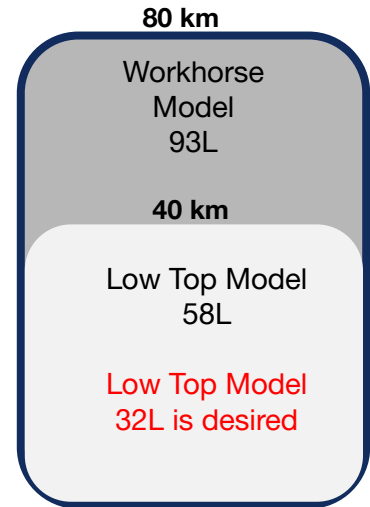 80 km
Workhorse
Model
93L
40 km
Low Top Model
58L
Low Top Model
32L is desired